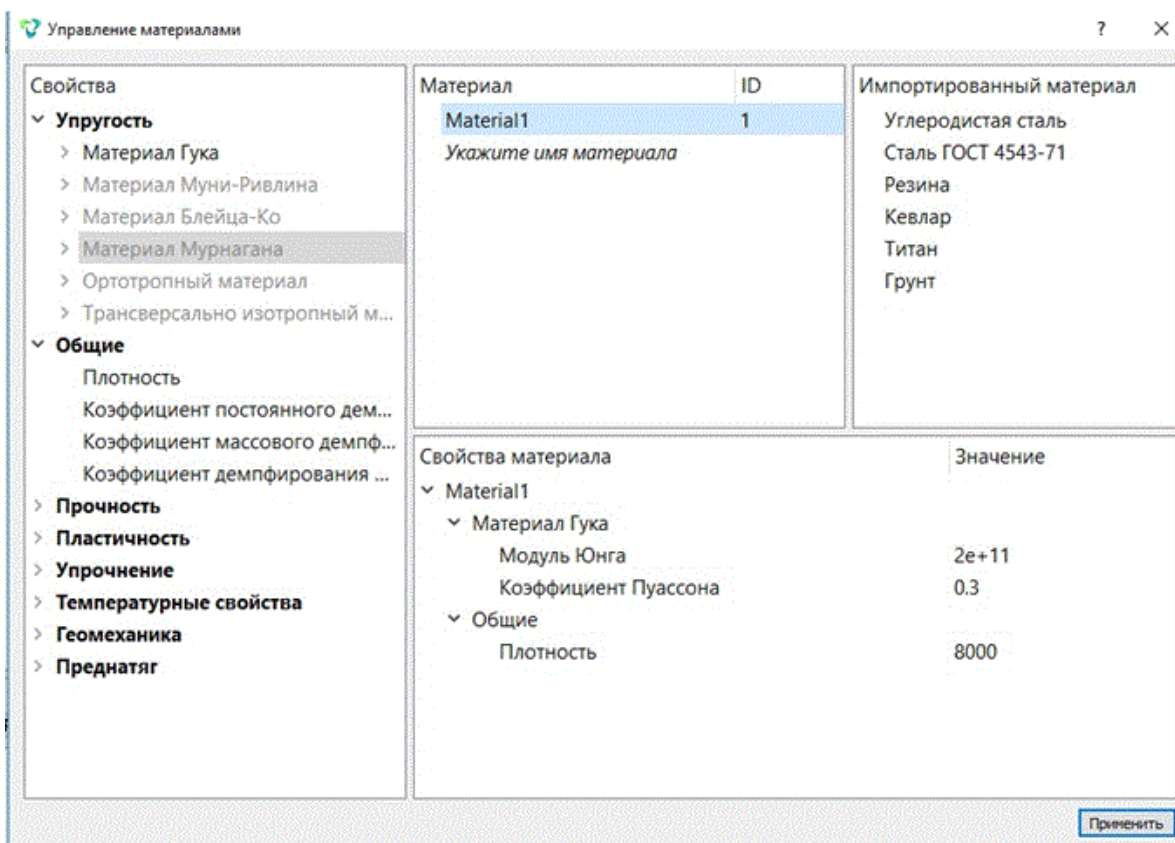 Управление материалами
?
Свойства
Упругость
Материал Гука
Материал Муни-Ривлина
Материал Блейца-Ко
Материал Мурнагана
Ортотропный материал
Трансверсально изотропный м...
Общие
Плотность
Коэффициент постоянного дем...
Коэффициент массового демпф...
Коэффициент демпфирования ...
Прочность
Пластичность
Упрочнение
Температурные свойства
Геомеханика
Преднатяг
Материал ID
Material1 1
Укажите имя материала
Импортированный материал
Углеродистая сталь
Сталь ГОСТ 4543-71
Резина
Кевлар
Титан
Грунт
Свойства материала Значение
Material1
Материал Гука
Модуль Юнга 2e+11
Коэффициент Пуассона 0.3
Общие
Плотность 8000
Применить